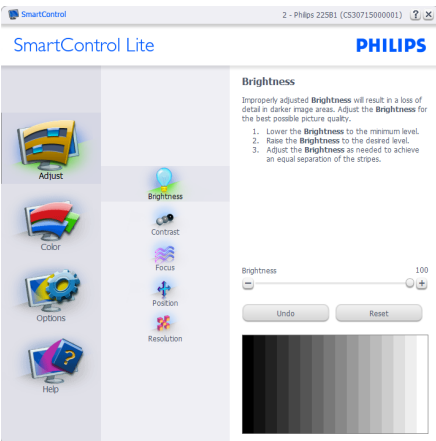 SmartControl
2 - Philips 225B1 (CS30715000001)
SmartControl Lite
PHILIPS
Adjust
Color
Options
Help
Brightness
Contrast
Focus
Position
Resolution
Brightness
Improperly adjusted Brightness will result in a loss of
detail in darker image areas. Adjust the Brightness for
the best possible picture quality.
1. Lower the Brightness to the minimum level.
2. Raise the Brightness to the desired level.
3. Adjust the Brightness as needed to achieve
an equal separation of the stripes.
Brightness 100
Undo Reset